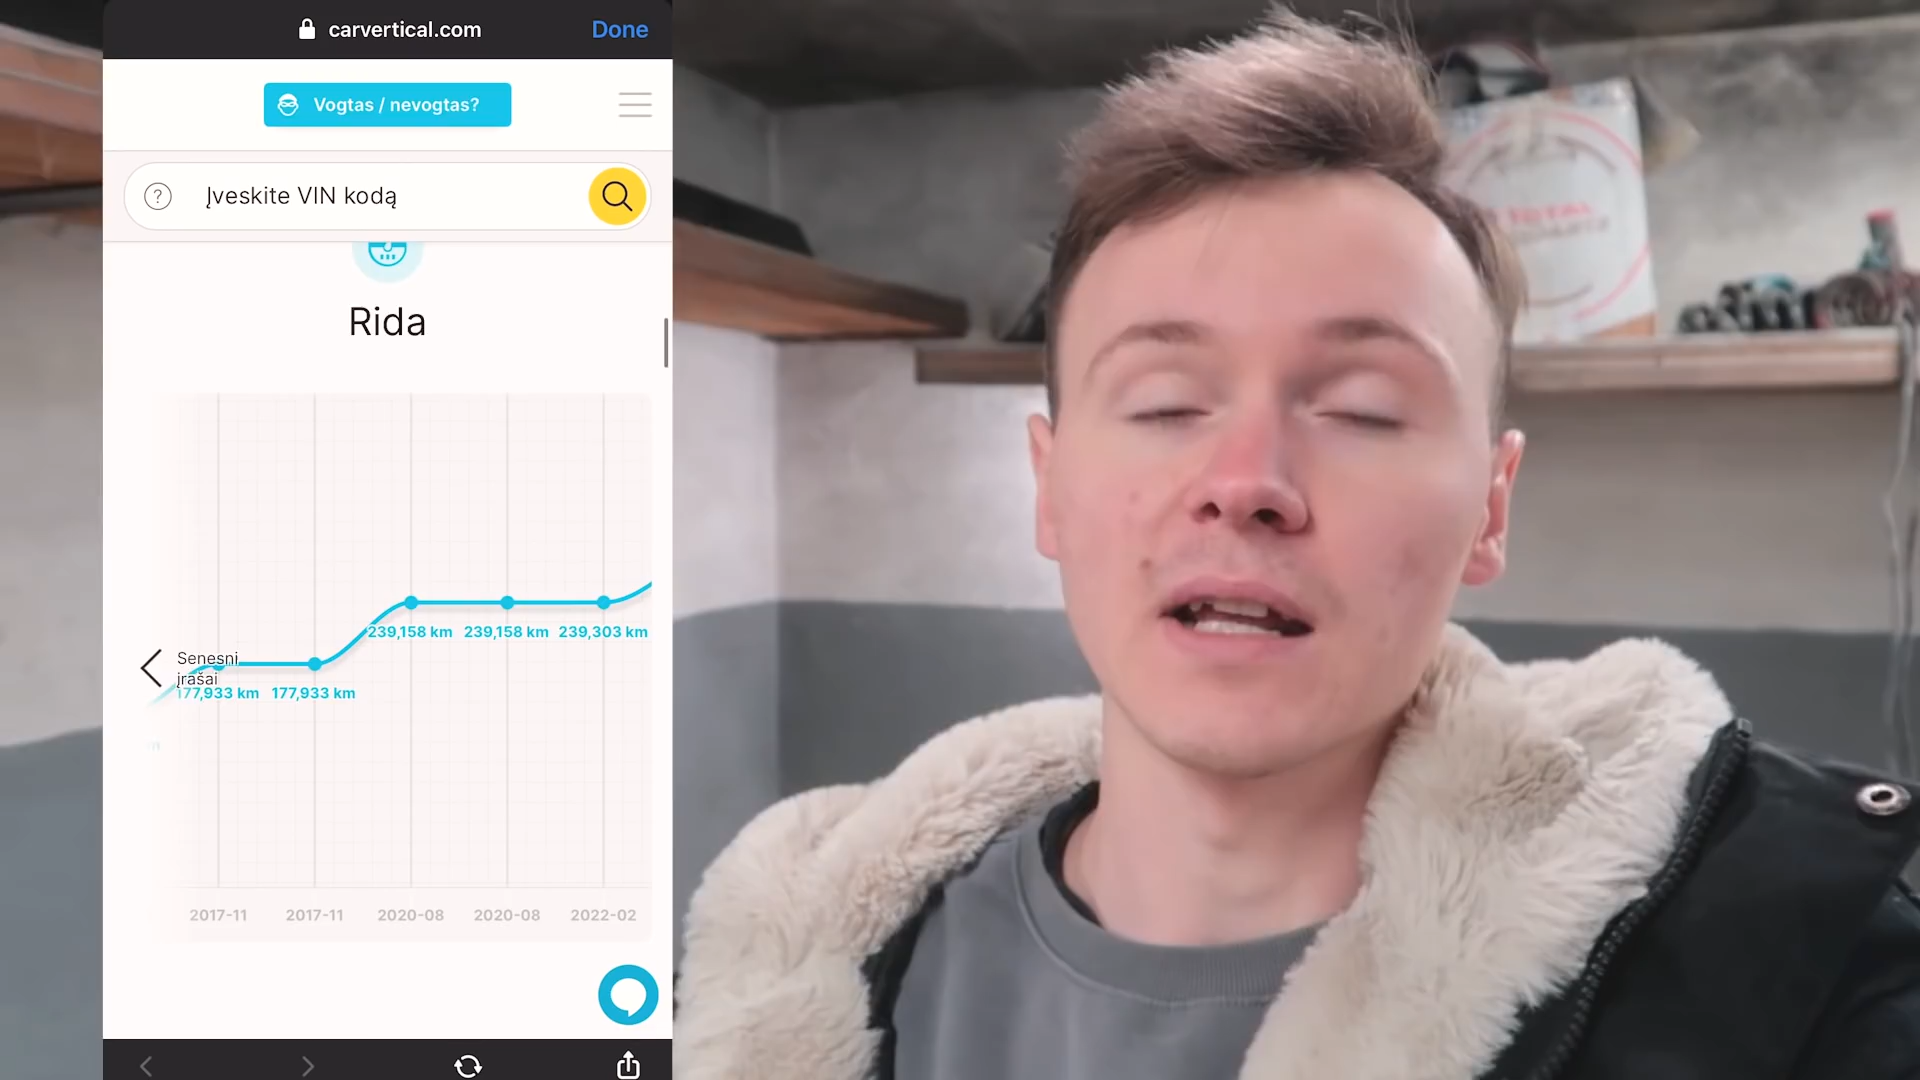 carvertical.com
Done
Vogtas / nevogtas?
Įveskite VIN kodą
Rida
239,158 km 239,158 km 239,303 km
Senesni
įrašai
177,933 km 177,933 km
2017-11 2017-11 2020-08 2020-08 2022-02
TOTAL